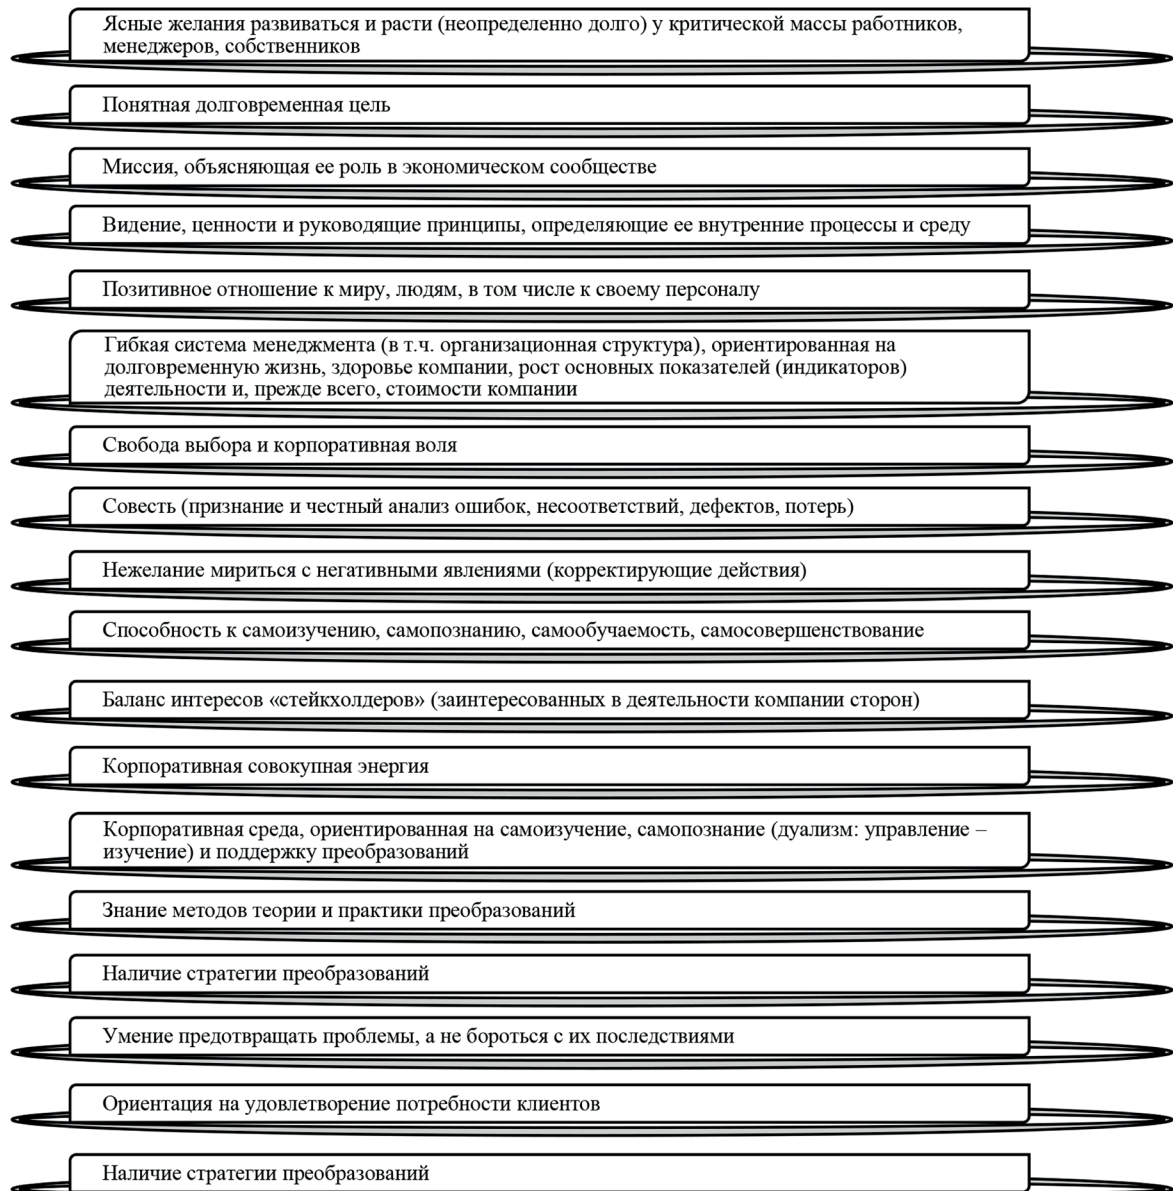 Ясные желания развиваться и расти (неопределенно долго) у критической массы работников,
менеджеров, собственников
Понятная долговременная цель
Миссия, объясняющая ее роль в экономическом сообществе
Видение, ценности и руководящие принципы, определяющие ее внутренние процессы и среду
Позитивное отношение к миру, людям, в том числе к своему персоналу
Гибкая система менеджмента (в т.ч. организационная структура), ориентированная на
долговременную жизнь, здоровье компании, рост основных показателей (индикаторов)
деятельности и, прежде всего, стоимости компании
Свобода выбора и корпоративная воля
Совесть (признание и честный анализ ошибок, несоответствий, дефектов, потерь)
Нежелание мириться с негативными явлениями (корректирующие действия)
Способность к самоизучению, самопознанию, самообучаемость, самосовершенствование
Баланс интересов «стейкхолдеров» (заинтересованных в деятельности компании сторон)
Корпоративная совокупная энергия
Корпоративная среда, ориентированная на самоизучение, самопознание (дуализм: управление –
изучение) и поддержку преобразований
Знание методов теории и практики преобразований
Наличие стратегии преобразований
Умение предотвращать проблемы, а не бороться с их последствиями
Ориентация на удовлетворение потребности клиентов
Наличие стратегии преобразований